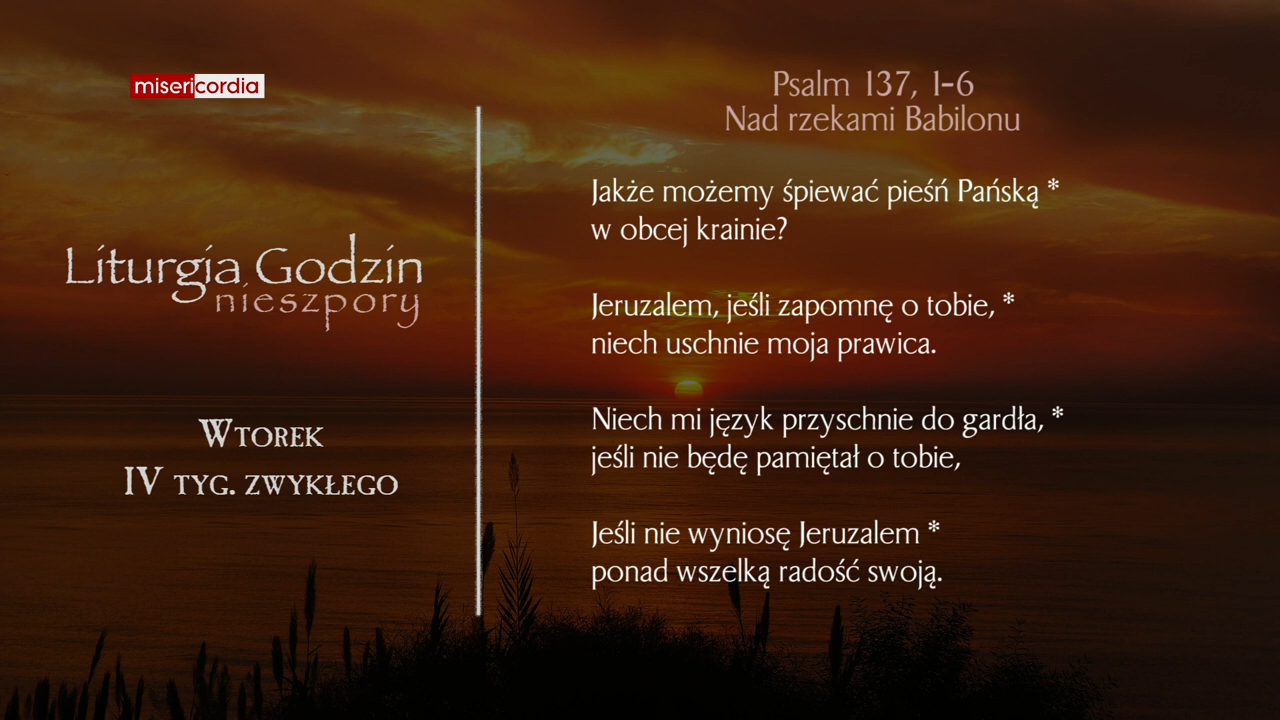 misericordia
Liturgia Godzin
nieszpory
Wtorek
IV tyg. zwykłego
Psalm 137, 1-6
Nad rzekami Babilonu
Jakże możemy śpiewać pieśń Pańską *
w obcej krainie?
Jeruzalem, jeśli zapomnę o tobie, *
niech uschnie moja prawica.
Niech mi język przyschnie do gardła, *
jeśli nie będę pamiętał o tobie,
Jeśli nie wyniosę Jeruzalem *
ponad wszelką radość swoją.